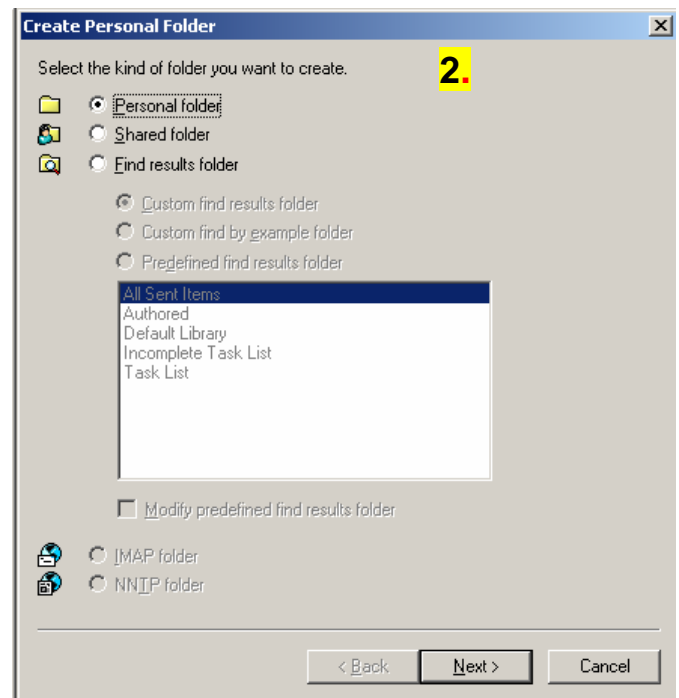 Create Personal Folder
Select the kind of folder you want to create.
2.
Personal folder
Shared folder
Find results folder
Custom find results folder
Custom find by example folder
Predefined find results folder
All Sent Items
Authored
Default Library
Incomplete Task List
Task List
Modify predefined find results folder
IMAP folder
NNTP folder
< Back
Next >
Cancel